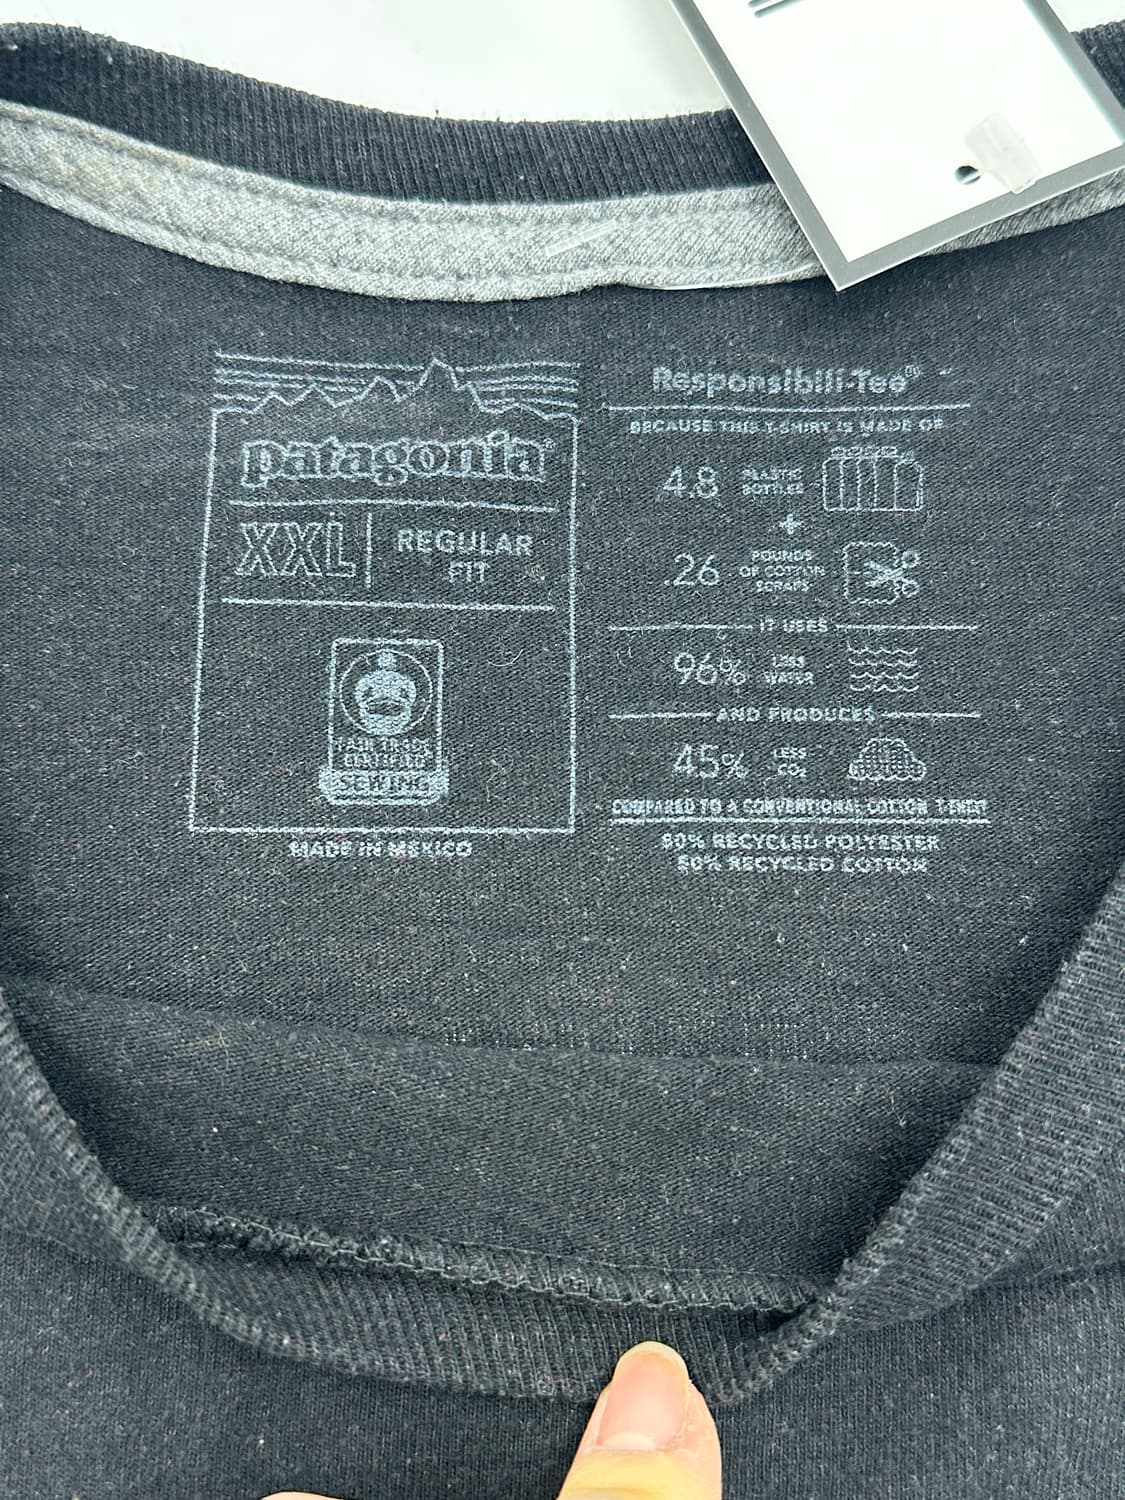 patagonia®
XXL
REGULAR
FIT
FAIR TRADE
CERTIFIED
SEWING
MADE IN MEXICO
Responsibili-Tee®
BECAUSE THIS T-SHIRT IS MADE OF
4.8 PLASTIC
BOTTLES
+
.26 POUNDS
OF COTTON
SCRAPS
IT USES
96% LESS
WATER
AND PRODUCES
45% LESS
CO₂
COMPARED TO A CONVENTIONAL COTTON T-SHIRT
50% RECYCLED POLYESTER
50% RECYCLED COTTON